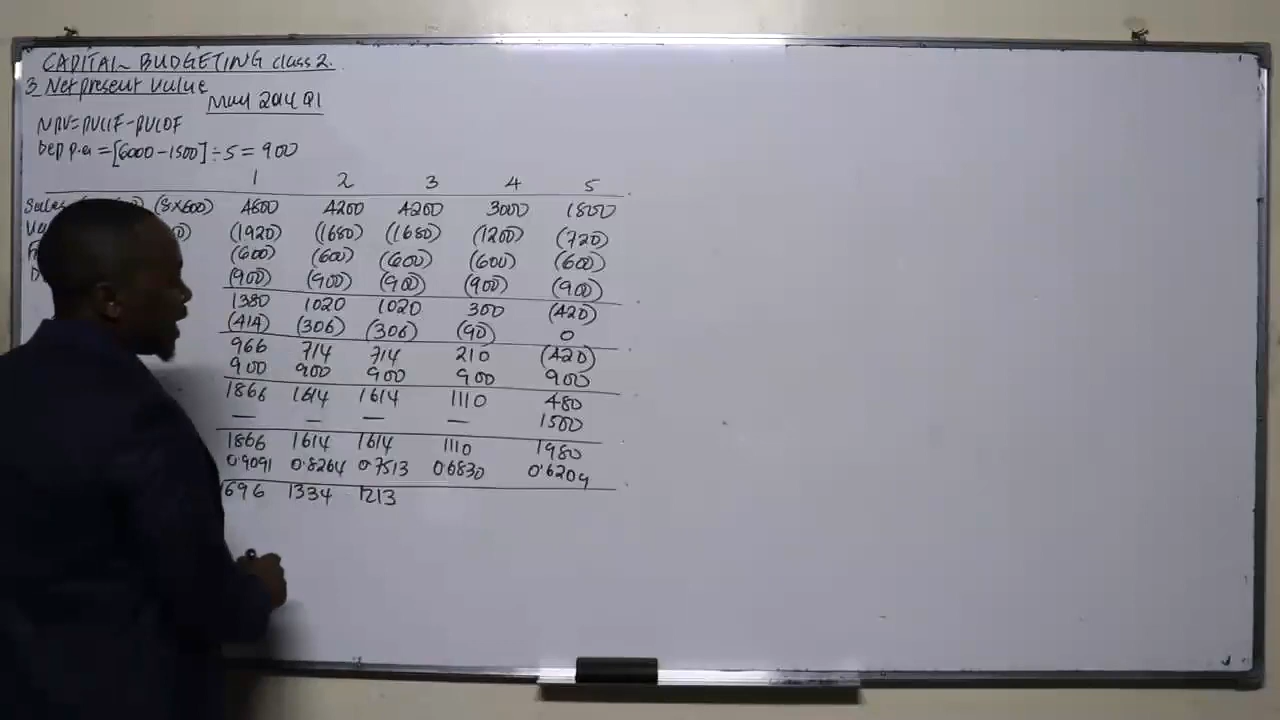 CAPITAL BUDGETING class 2.
3 Net present Value
May 2014 Q1
NPV = PVCIF - PVCOF
Dep p.a = [6000 - 1500] ÷ 5 = 900
1 2 3 4 5
Sales (8x600) 4800 4200 4200 3000 1800
(1920) (1680) (1680) (1200) (720)
(600) (600) (600) (600) (600)
(900) (900) (900) (900) (900)
1380 1020 1020 300 (420)
(414) (306) (306) (90) 0
966 714 714 210 (420)
900 900 900 900 900
1866 1614 1614 1110 480
— — — — 1500
1866 1614 1614 1110 1980
0.9091 0.8264 0.7513 0.6830 0.6209
1696 1334 1213